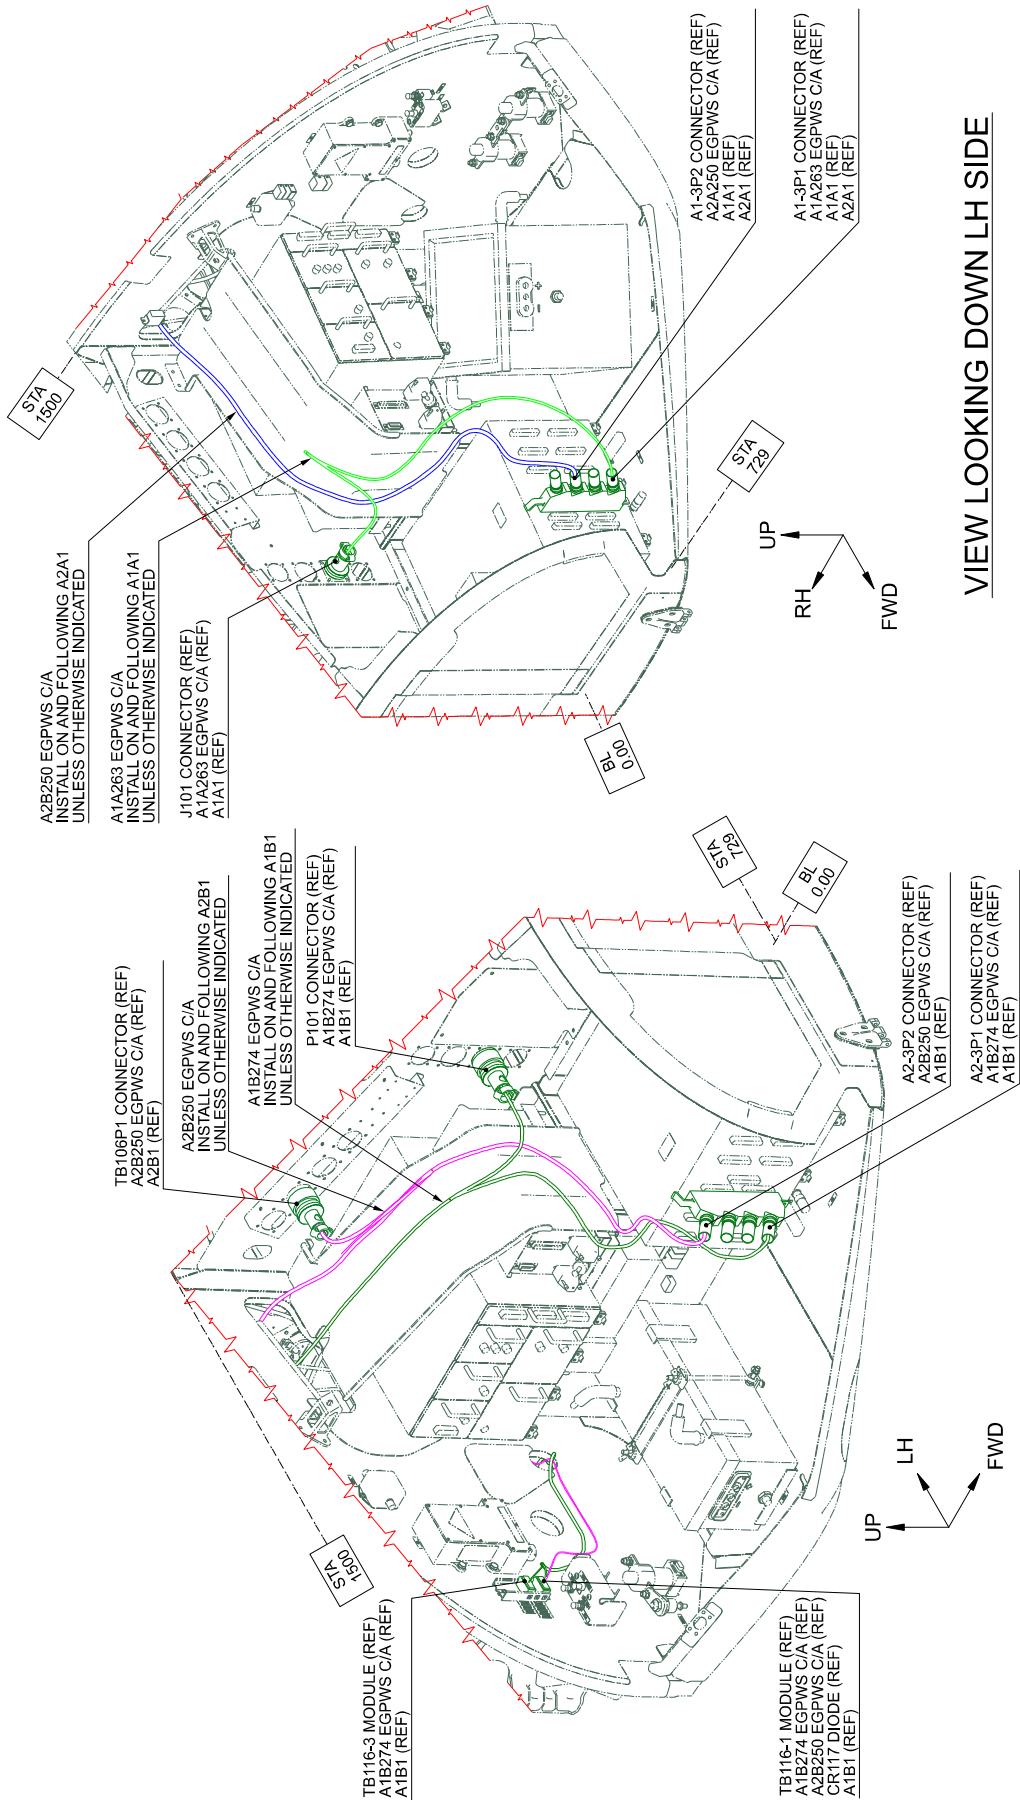 TB106P1 CONNECTOR (REF)
A2B250 EGPWS C/A (REF)
A2B1 (REF)
A2B250 EGPWS C/A
INSTALL ON AND FOLLOWING A2B1
UNLESS OTHERWISE INDICATED
A1B274 EGPWS C/A
INSTALL ON AND FOLLOWING A1B1
UNLESS OTHERWISE INDICATED
P101 CONNECTOR (REF)
A1B274 EGPWS C/A (REF)
A1B1 (REF)
STA
1500
STA
729
BL
0.00
TB116-3 MODULE (REF)
A1B274 EGPWS C/A (REF)
A1B1 (REF)
TB116-1 MODULE (REF)
A1B274 EGPWS C/A (REF)
A2B250 EGPWS C/A (REF)
CR117 DIODE (REF)
A1B1 (REF)
A2-3P2 CONNECTOR (REF)
A2B250 EGPWS C/A (REF)
A1B1 (REF)
A2-3P1 CONNECTOR (REF)
A1B274 EGPWS C/A (REF)
A1B1 (REF)
UP
LH
FWD
A2B250 EGPWS C/A
INSTALL ON AND FOLLOWING A2A1
UNLESS OTHERWISE INDICATED
A1A263 EGPWS C/A
INSTALL ON AND FOLLOWING A1A1
UNLESS OTHERWISE INDICATED
J101 CONNECTOR (REF)
A1A263 EGPWS C/A (REF)
A1A1 (REF)
STA
1500
BL
0.00
STA
729
A1-3P2 CONNECTOR (REF)
A2A250 EGPWS C/A (REF)
A1A1 (REF)
A2A1 (REF)
A1-3P1 CONNECTOR (REF)
A1A263 EGPWS C/A (REF)
A1A1 (REF)
A2A1 (REF)
UP
RH
FWD
VIEW LOOKING DOWN LH SIDE